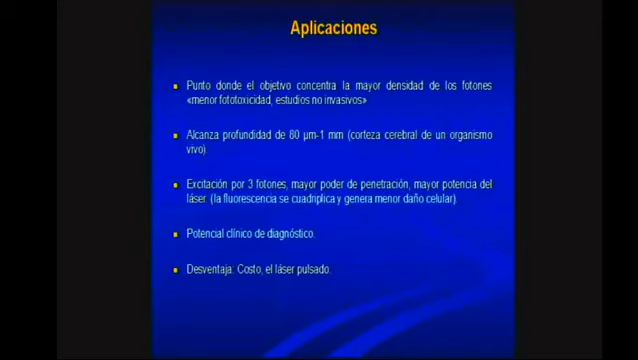 Aplicaciones
Punto donde el objetivo concentra la mayor densidad de los fotones
«menor fototoxicidad, estudios no invasivos»
Alcanza profundidad de 80 µm-1 mm (corteza cerebral de un organismo
vivo).
Excitación por 3 fotones, mayor poder de penetración, mayor potencia del
láser. (la fluorescencia se cuadriplica y genera menor daño celular).
Potencial clínico de diagnóstico.
Desventaja: Costo, el láser pulsado.